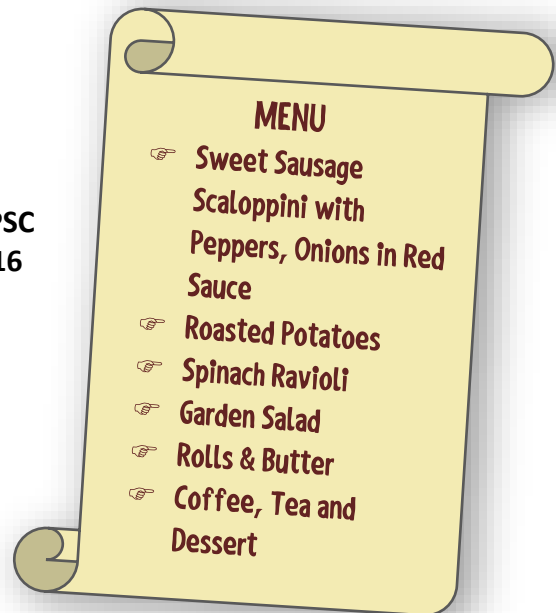 MENU
Sweet Sausage
Scaloppini with
Peppers, Onions in Red
Sauce
Roasted Potatoes
Spinach Ravioli
Garden Salad
Rolls & Butter
Coffee, Tea and
Dessert